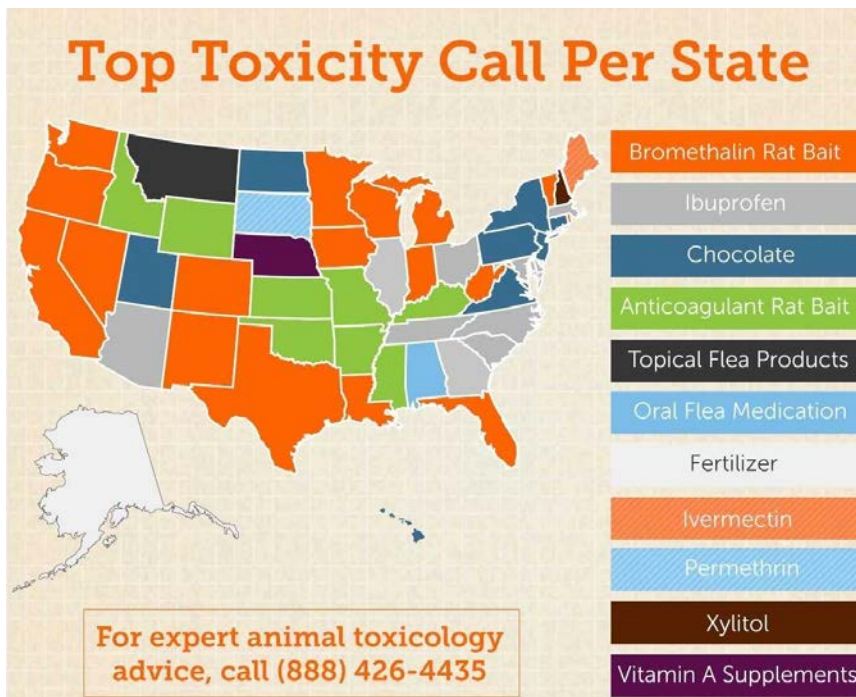 Top Toxicity Call Per State
Bromethalin Rat Bait
Ibuprofen
Chocolate
Anticoagulant Rat Bait
Topical Flea Products
Oral Flea Medication
Fertilizer
Ivermectin
Permethrin
Xylitol
Vitamin A Supplements
For expert animal toxicology
advice, call (888) 426-4435